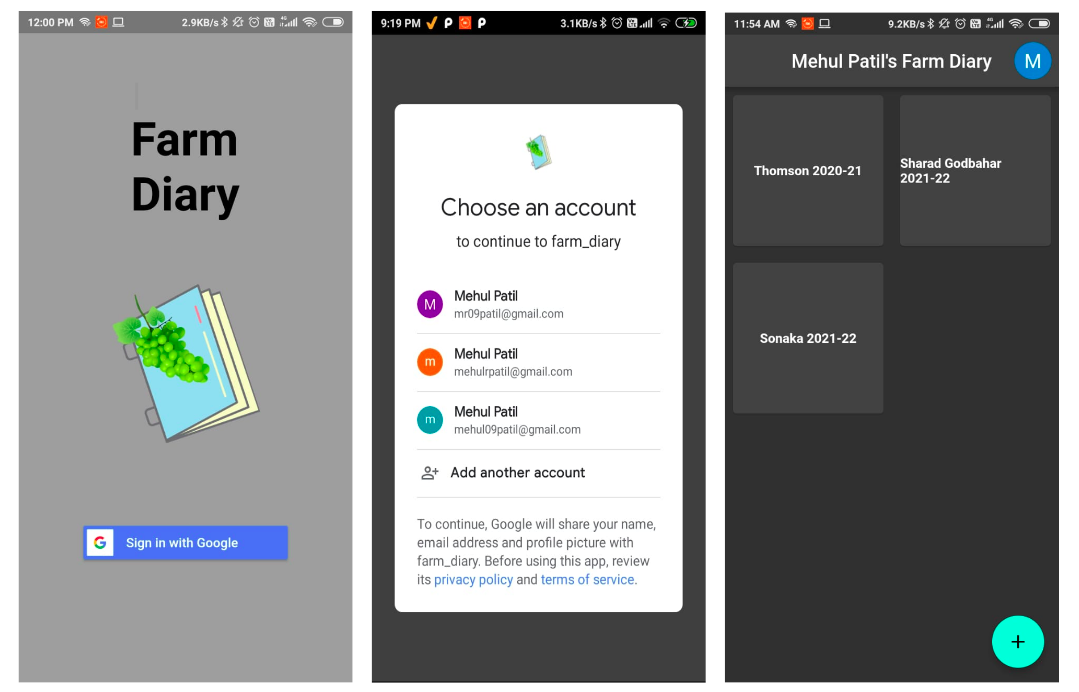 12:00 PM
2.9KB/s
Farm
Diary
Sign in with Google
9:19 PM
3.1KB/s
Choose an account
to continue to farm_diary
M
Mehul Patil
mr09patil@gmail.com
m
Mehul Patil
mehulrpatil@gmail.com
m
Mehul Patil
mehul09patil@gmail.com
Add another account
To continue, Google will share your name,
email address and profile picture with
farm_diary. Before using this app, review
its privacy policy and terms of service.
11:54 AM
9.2KB/s
Mehul Patil's Farm Diary
M
Thomson 2020-21
Sharad Godbahar
2021-22
Sonaka 2021-22
+